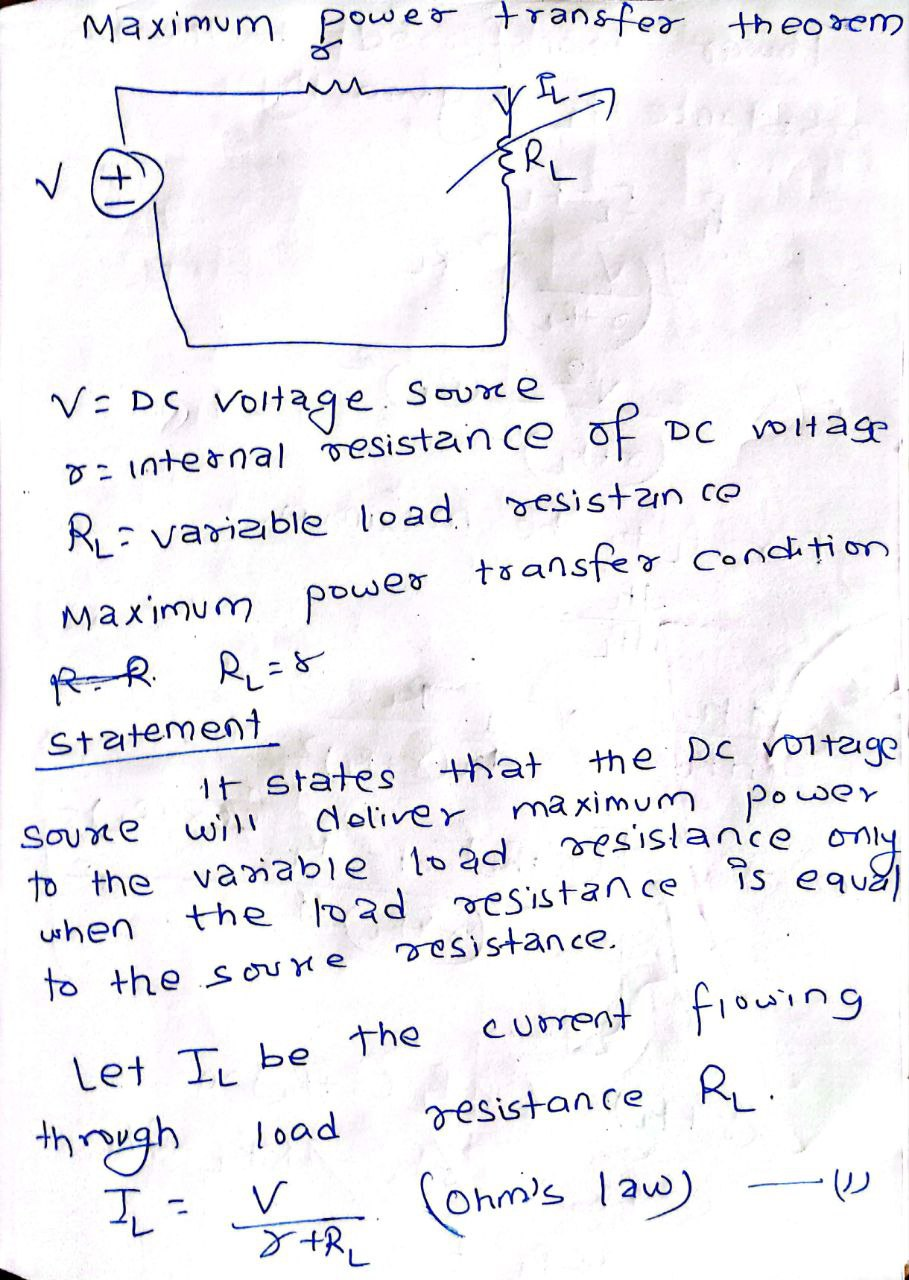 Maximum power transfer theorem
r
I_L
V
+
−
R_L
V = DC voltage source
r = internal resistance of DC voltage
R_L = variable load resistance
Maximum power transfer condition
R = R. R_L = r
Statement
It states that the DC voltage
source will deliver maximum power
to the variable load resistance only
when the load resistance is equal
to the source resistance.
Let I_L be the current flowing
through load resistance R_L.
I_L = V / (r + R_L) (Ohm's law) — (1)